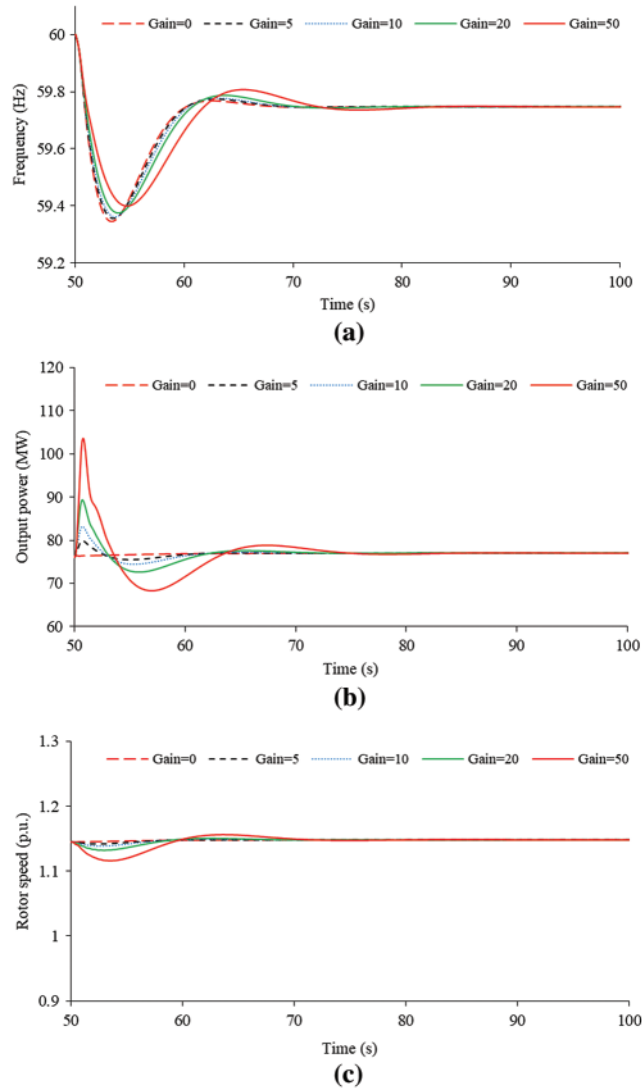 Gain=0 Gain=5 Gain=10 Gain=20 Gain=50
60
59.8
59.6
59.4
59.2
Frequency (Hz)
50 60 70 80 90 100
Time (s)
(a)
Gain=0 Gain=5 Gain=10 Gain=20 Gain=50
120
110
100
90
80
70
60
Output power (MW)
50 60 70 80 90 100
Time (s)
(b)
Gain=0 Gain=5 Gain=10 Gain=20 Gain=50
1.3
1.2
1.1
1
0.9
Rotor speed (p.u.)
50 60 70 80 90 100
Time (s)
(c)